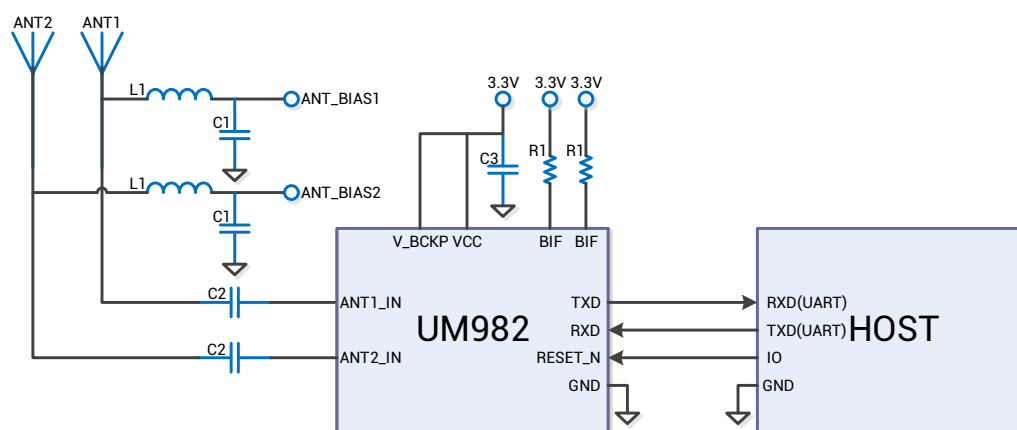 ANT2 ANT1
L1 ANT_BIAS1
3.3V 3.3V 3.3V
C1
C3 R1 R1
L1 ANT_BIAS2
C1
V_BCKP VCC BIF BIF
C2 ANT1_IN TXD RXD(UART)
UM982 RXD TXD(UART) HOST
C2 ANT2_IN RESET_N IO
GND GND